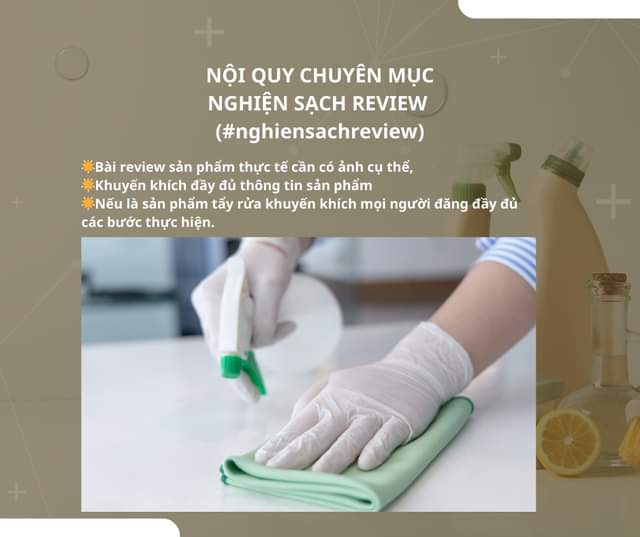 NỘI QUY CHUYÊN MỤC
NGHIỆN SẠCH REVIEW
(#nghiensachreview)
🌟Bài review sản phẩm thực tế cần có ảnh cụ thể,
🌟Khuyến khích đầy đủ thông tin sản phẩm
🌟Nếu là sản phẩm tẩy rửa khuyến khích mọi người đăng đầy đủ
các bước thực hiện.